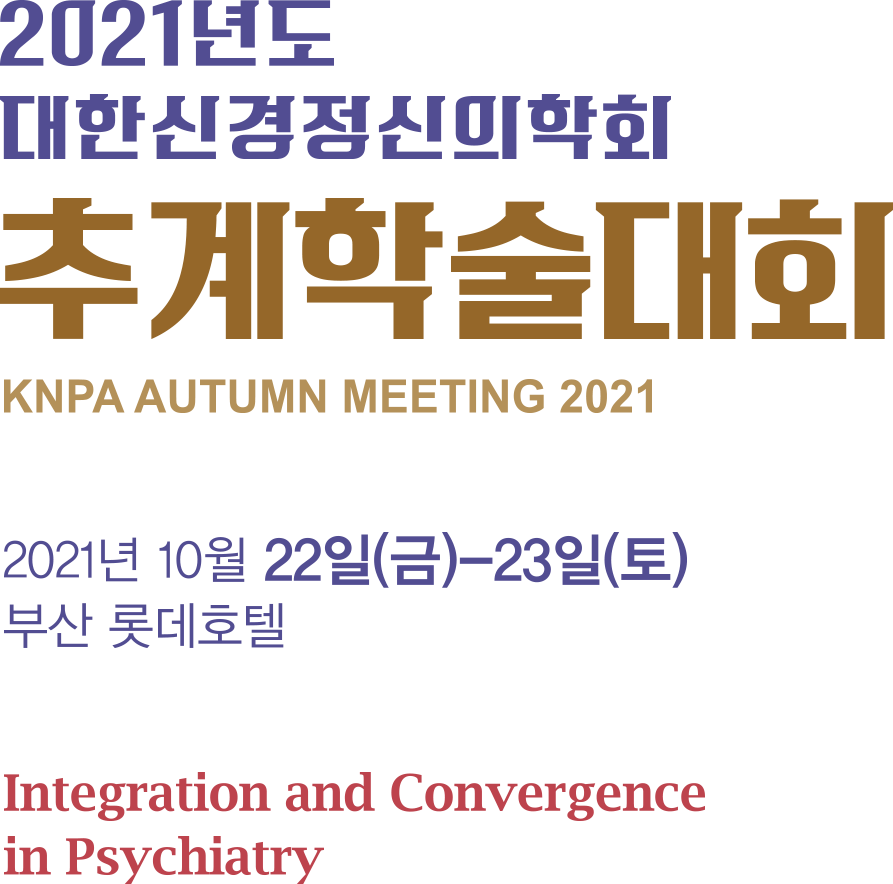 2021년도
대한신경정신의학회
추계학술대회
KNPA AUTUMN MEETING 2021
2021년 10월 22일(금)–23일(토)
부산 롯데호텔
Integration and Convergence
in Psychiatry